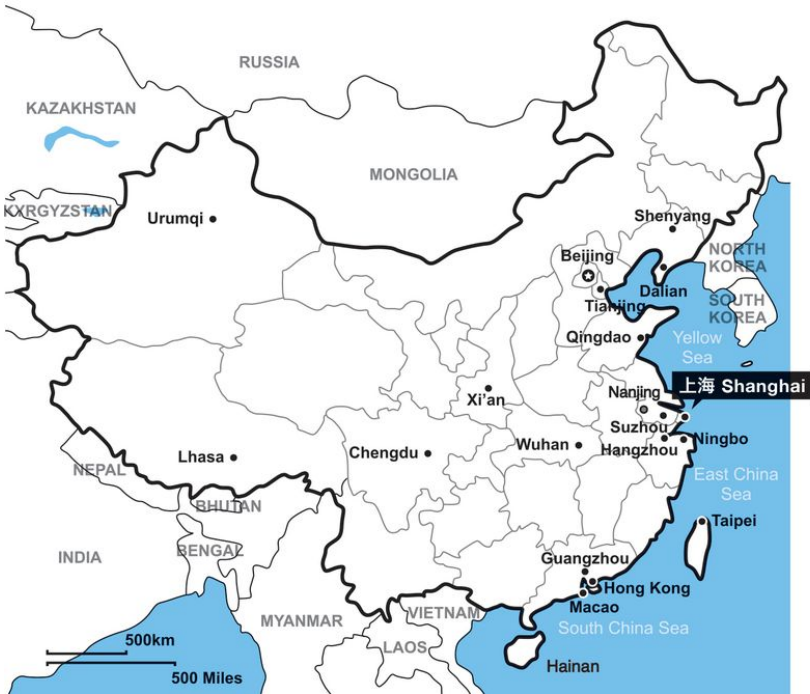 RUSSIA
KAZAKHSTAN
MONGOLIA
KXRGYZSTAN
Urumqi
Shenyang
Beijing
NORTH
KOREA
Dalian
Tianjing
SOUTH
KOREA
Qingdao
Yellow
Sea
上海 Shanghai
Nanjing
Xi’an
Suzhou
Ningbo
Wuhan
Hangzhou
Chengdu
Lhasa
NEPAL
East China
Sea
BHUTAN
Taipei
BENGAL
INDIA
Guangzhou
Hong Kong
Macao
MYANMAR
VIETNAM
South China Sea
500km
LAOS
Hainan
500 Miles